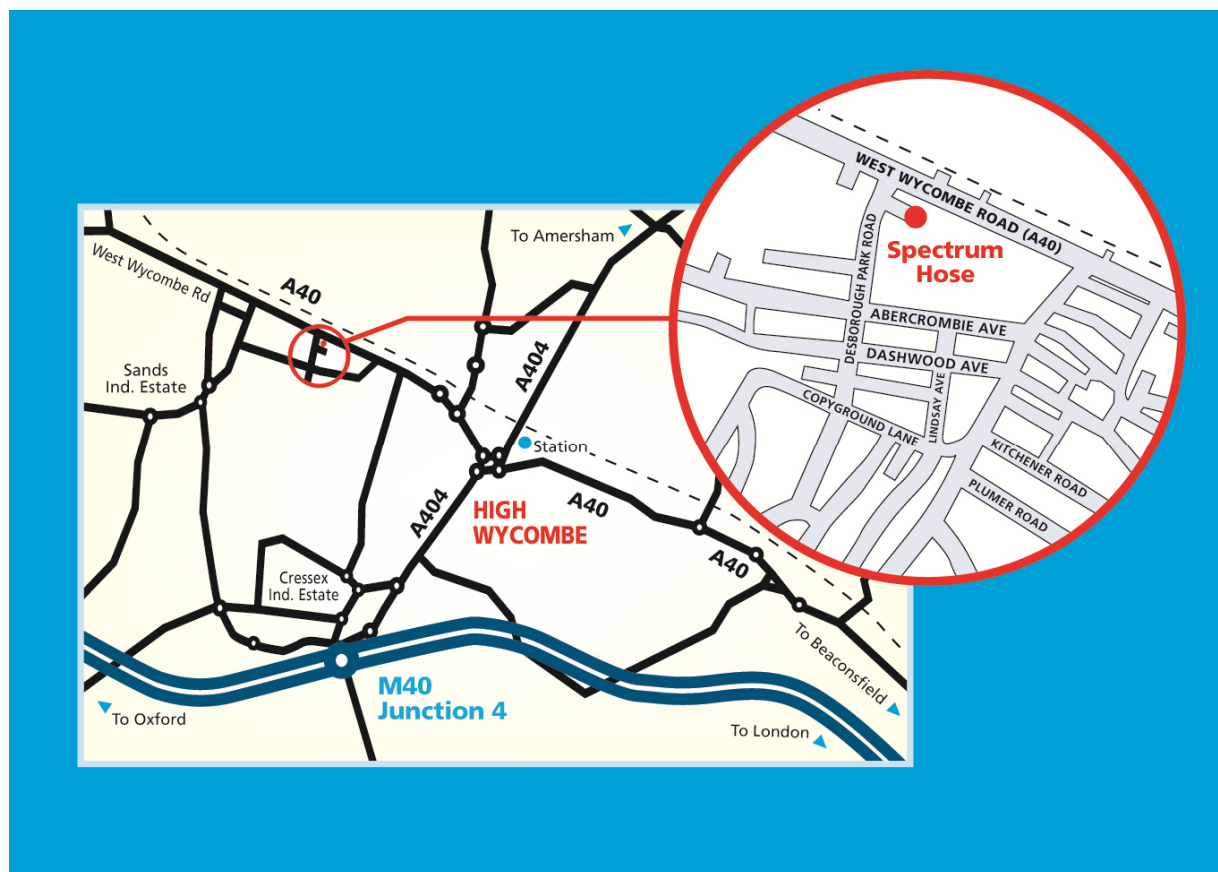 WEST WYCOMBE ROAD (A40)
DESBOROUGH PARK ROAD
Spectrum
Hose
ABERCROMBIE AVE
DASHWOOD AVE
LINDSAY AVE
COPYGROUND LANE
KITCHENER ROAD
PLUMER ROAD
To Amersham
West Wycombe Rd
A40
A404
Sands
Ind. Estate
Station
HIGH
WYCOMBE
A40
A404
A40
Cressex
Ind. Estate
To Beaconsfield
M40
Junction 4
To Oxford
To London